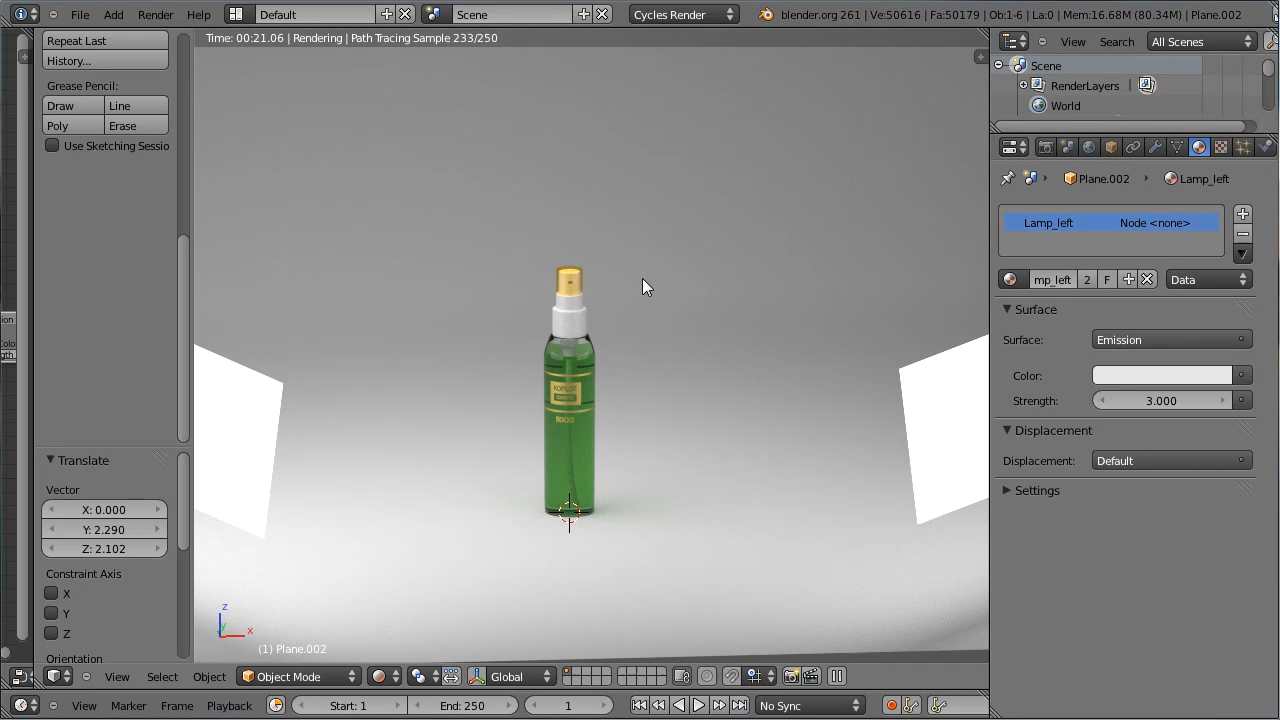 File Add Render Help Default Scene Cycles Render blender.org 261 | Ve:50616 | Fa:50179 | Ob:1-6 | La:0 | Mem:16.68M (80.34M) | Plane.002
Time: 00:21.06 | Rendering | Path Tracing Sample 233/250
View Search All Scenes
Repeat Last
History...
Grease Pencil:
Draw Line
Poly Erase
Use Sketching Sessio
Scene
RenderLayers |
World
Plane.002 Lamp_left
Lamp_left Node <none>
mp_left 2 F Data
Surface
Surface: Emission
Color:
Strength: 3.000
Displacement
Displacement: Default
Settings
ROCKS
Translate
Vector
X: 0.000
Y: 2.290
Z: 2.102
Constraint Axis
X
Y
Z
Orientation
z
y
x
(1) Plane.002
View Select Object Object Mode Global
View Marker Frame Playback Start: 1 End: 250 1 No Sync